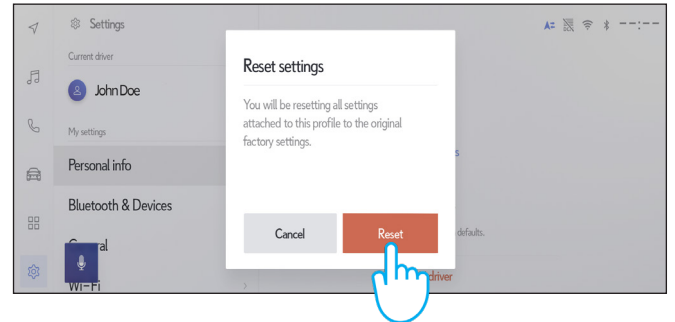 Settings
--:--
Current driver
John Doe
My settings
Personal info
Bluetooth & Devices
Wi-Fi
Reset settings
You will be resetting all settings
attached to this profile to the original
factory settings.
Cancel
Reset
defaults.
driver